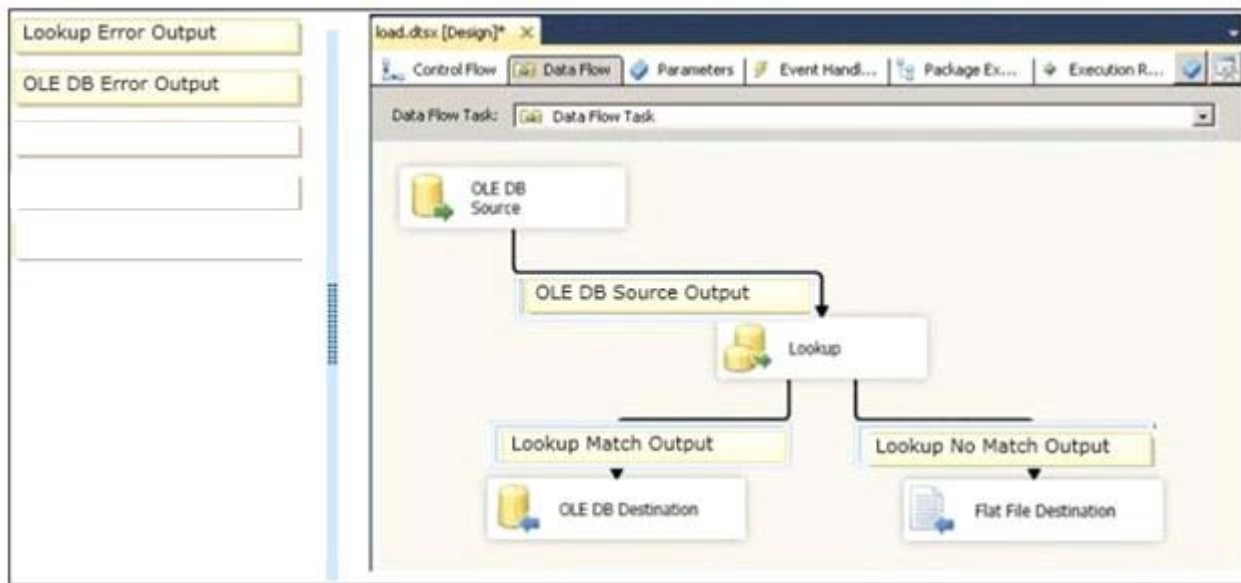 Lookup Error Output
OLE DB Error Output
load.dtsx [Design]*
Control Flow
Data Flow
Parameters
Event Handl...
Package Ex...
Execution R...
Data Flow Task:
Data Flow Task
OLE DB
Source
OLE DB Source Output
Lookup
Lookup Match Output
Lookup No Match Output
OLE DB Destination
Flat File Destination